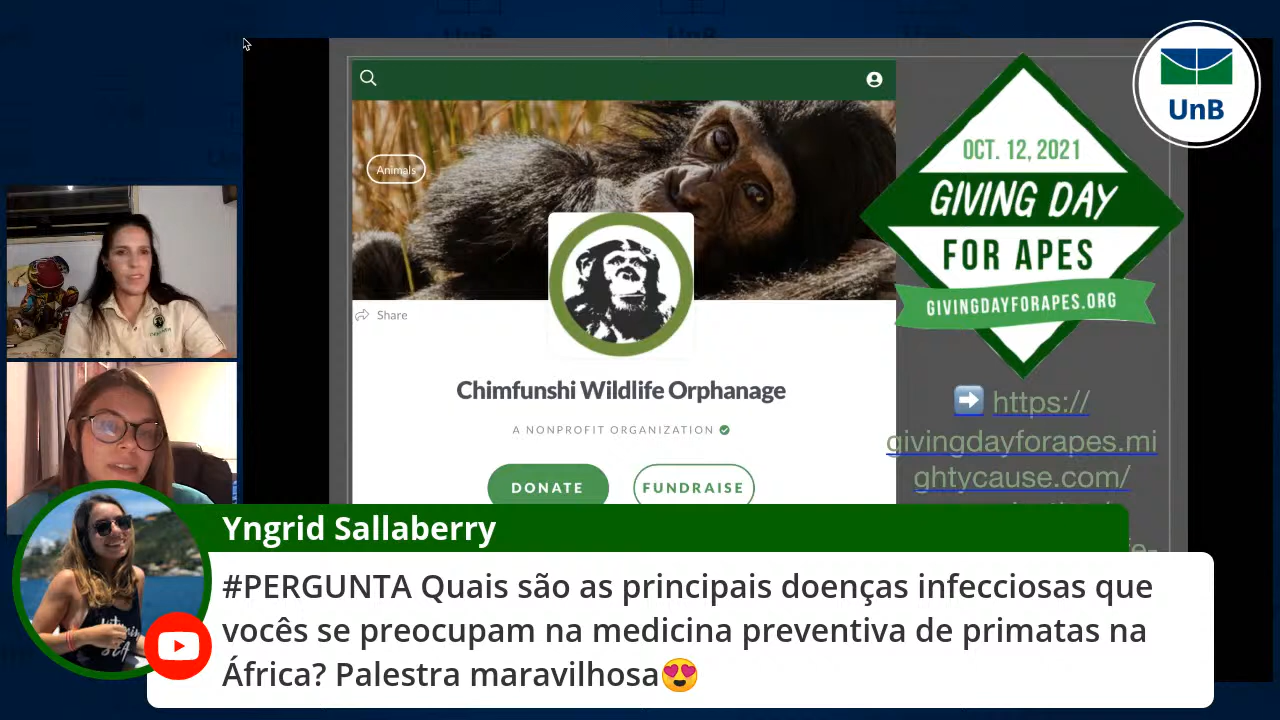 UnB
OCT. 12, 2021
GIVING DAY
FOR APES
GIVINGDAYFORAPES.ORG
Animals
Share
Chimfunshi Wildlife Orphanage
A NONPROFIT ORGANIZATION
DONATE
FUNDRAISE
➡️ https://
givingdayforapes.mi
ghtycause.com/
Yngrid Sallaberry
#PERGUNTA Quais são as principais doenças infecciosas que
vocês se preocupam na medicina preventiva de primatas na
África? Palestra maravilhosa😍